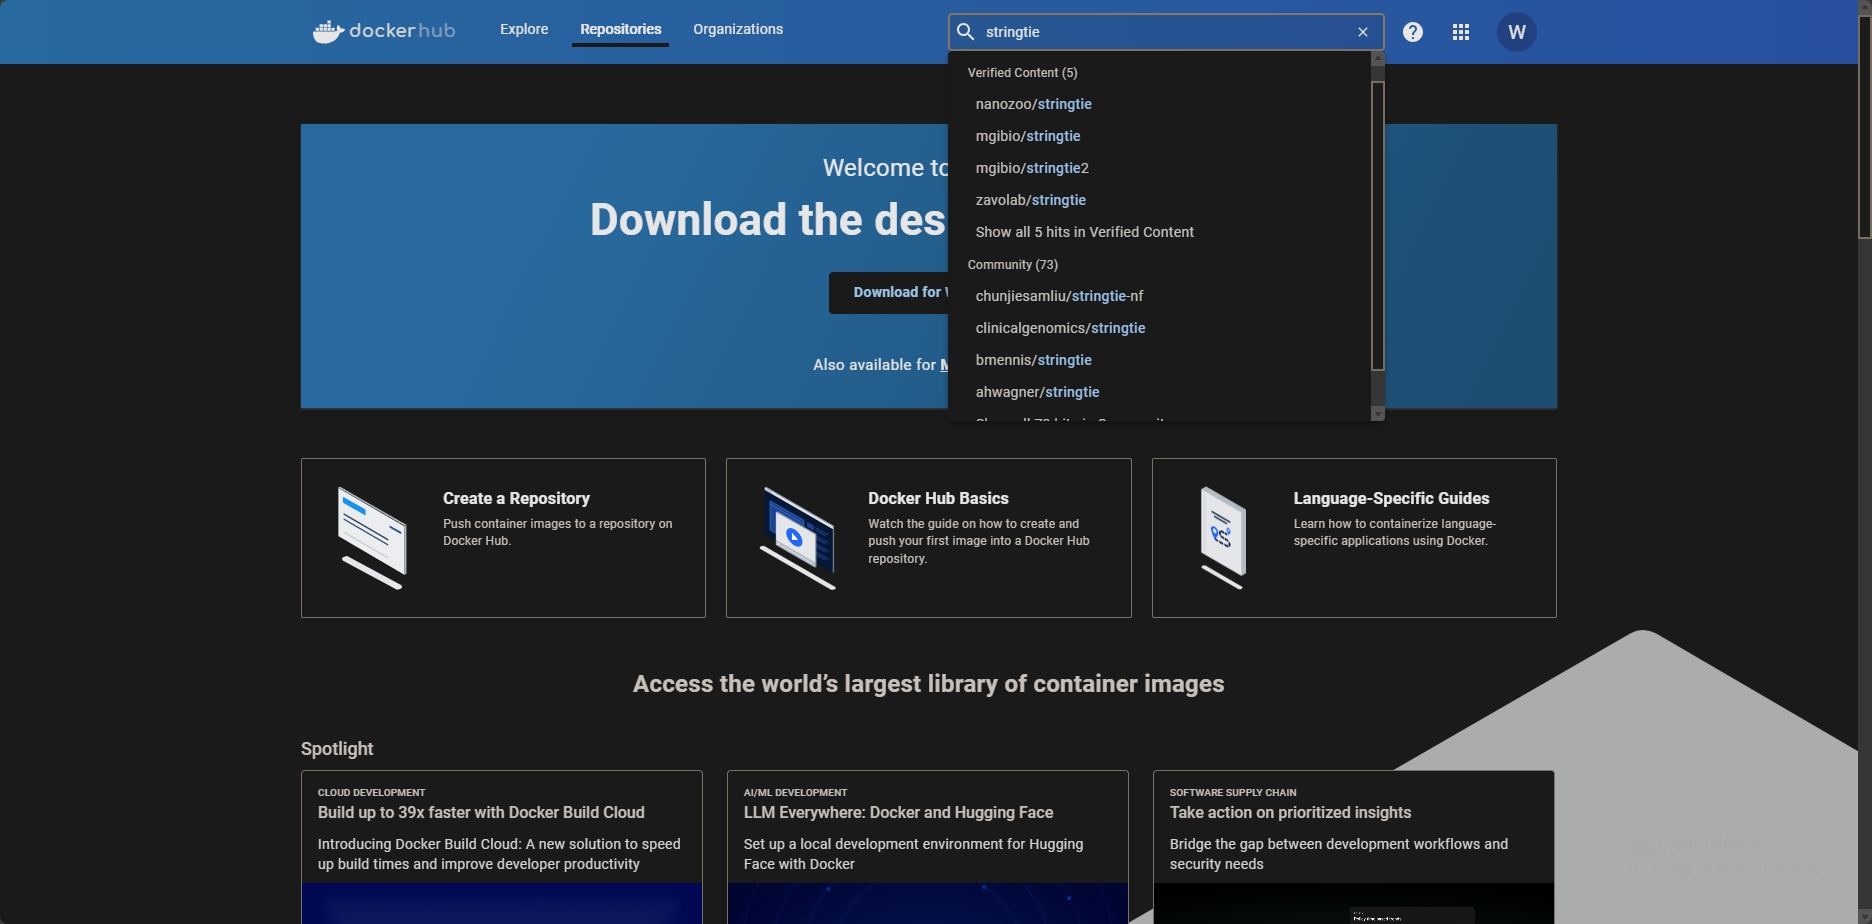 dockerhub
Explore
Repositories
Organizations
stringtie
W
Verified Content (5)
nanozoo/stringtie
mgibio/stringtie
mgibio/stringtie2
zavolab/stringtie
Show all 5 hits in Verified Content
Community (73)
chunjiesamliu/stringtie-nf
clinicalgenomics/stringtie
bmennis/stringtie
ahwagner/stringtie
Welcome to
Download the des
Download for
Also available for
Create a Repository
Push container images to a repository on
Docker Hub.
Docker Hub Basics
Watch the guide on how to create and
push your first image into a Docker Hub
repository.
Language-Specific Guides
Learn how to containerize language-
specific applications using Docker.
Access the world’s largest library of container images
Spotlight
CLOUD DEVELOPMENT
Build up to 39x faster with Docker Build Cloud
Introducing Docker Build Cloud: A new solution to speed
up build times and improve developer productivity
AI/ML DEVELOPMENT
LLM Everywhere: Docker and Hugging Face
Set up a local development environment for Hugging
Face with Docker
SOFTWARE SUPPLY CHAIN
Take action on prioritized insights
Bridge the gap between development workflows and
security needs